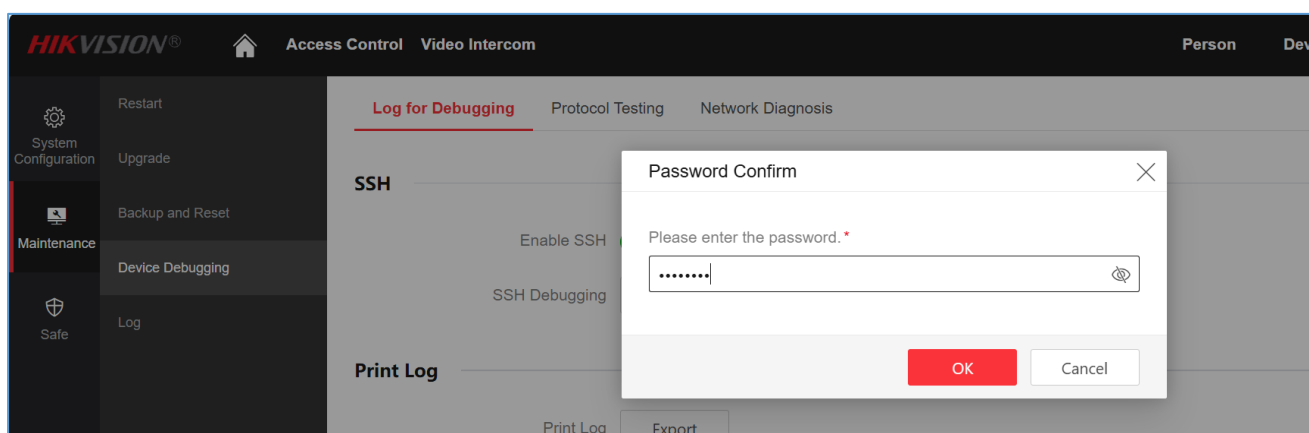 HIKVISION® Access Control Video Intercom Person Dev
System Configuration
Maintenance
Safe
Restart
Upgrade
Backup and Reset
Device Debugging
Log
Log for Debugging Protocol Testing Network Diagnosis
SSH
Enable SSH
SSH Debugging
Print Log
Print Log Export
Password Confirm
Please enter the password.*
••••••••
OK Cancel